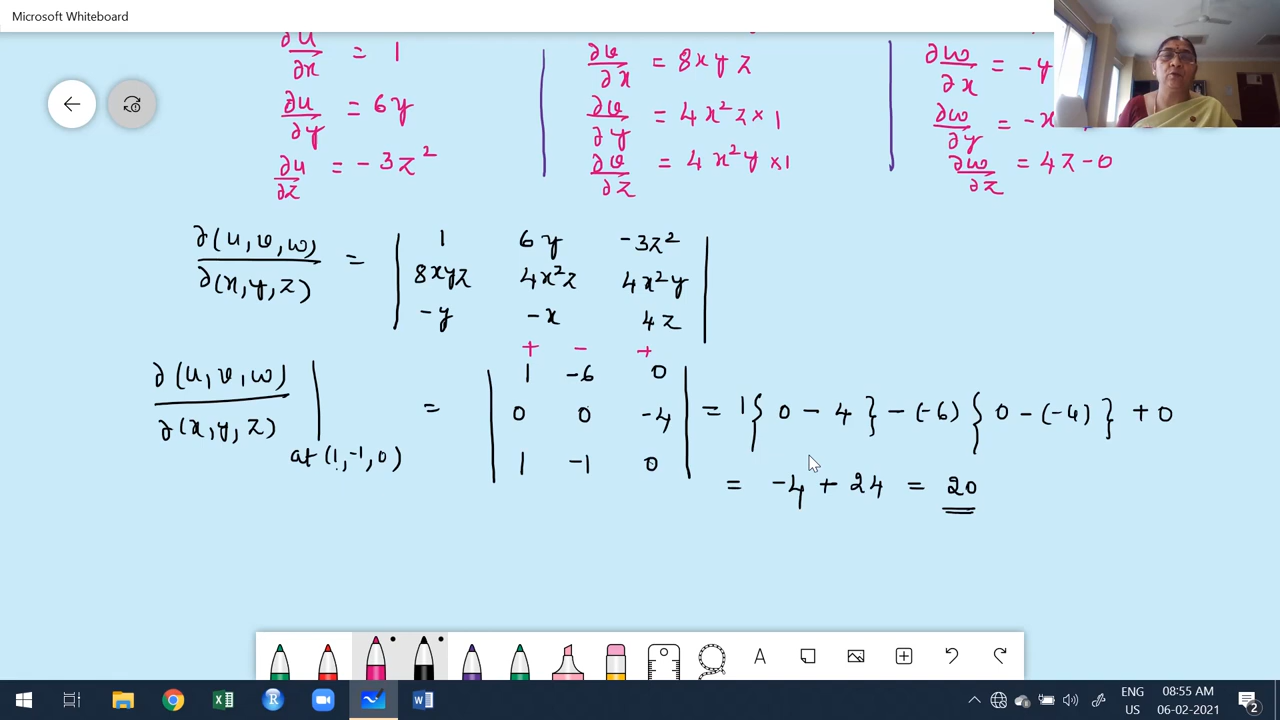 Microsoft Whiteboard
∂u/∂x = 1
∂u/∂y = 6y
∂u/∂z = -3z²
∂v/∂x = 8xyz
∂v/∂y = 4x²z×1
∂v/∂z = 4x²y×1
∂w/∂x = -y
∂w/∂y = -x
∂w/∂z = 4z-0
∂(u,v,w)/∂(x,y,z) = | 1 6y -3z² |
| 8xyz 4x²z 4x²y |
| -y -x 4z |
+ - +
∂(u,v,w)/∂(x,y,z) | at (1,-1,0) = | 1 -6 0 |
| 0 0 -4 | = 1{0-4} - (-6){0-(-4)} + 0
| 1 -1 0 |
= -4 + 24 = 20
A
ENG
US
08:55 AM
06-02-2021
2